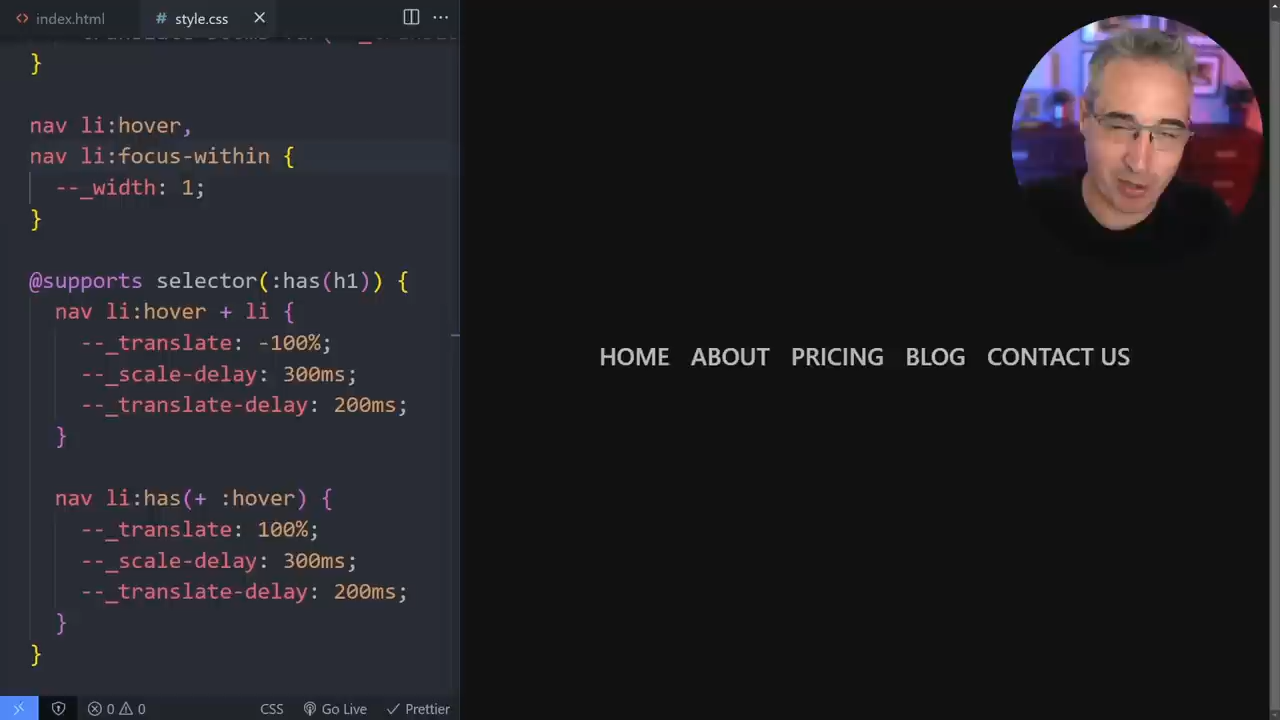 index.html
style.css
}
nav li:hover,
nav li:focus-within {
--_width: 1;
}
@supports selector(:has(h1)) {
nav li:hover + li {
--_translate: -100%;
--_scale-delay: 300ms;
--_translate-delay: 200ms;
}
nav li:has(+ :hover) {
--_translate: 100%;
--_scale-delay: 300ms;
--_translate-delay: 200ms;
}
}
HOME ABOUT PRICING BLOG CONTACT US
0 0 CSS Go Live Prettier